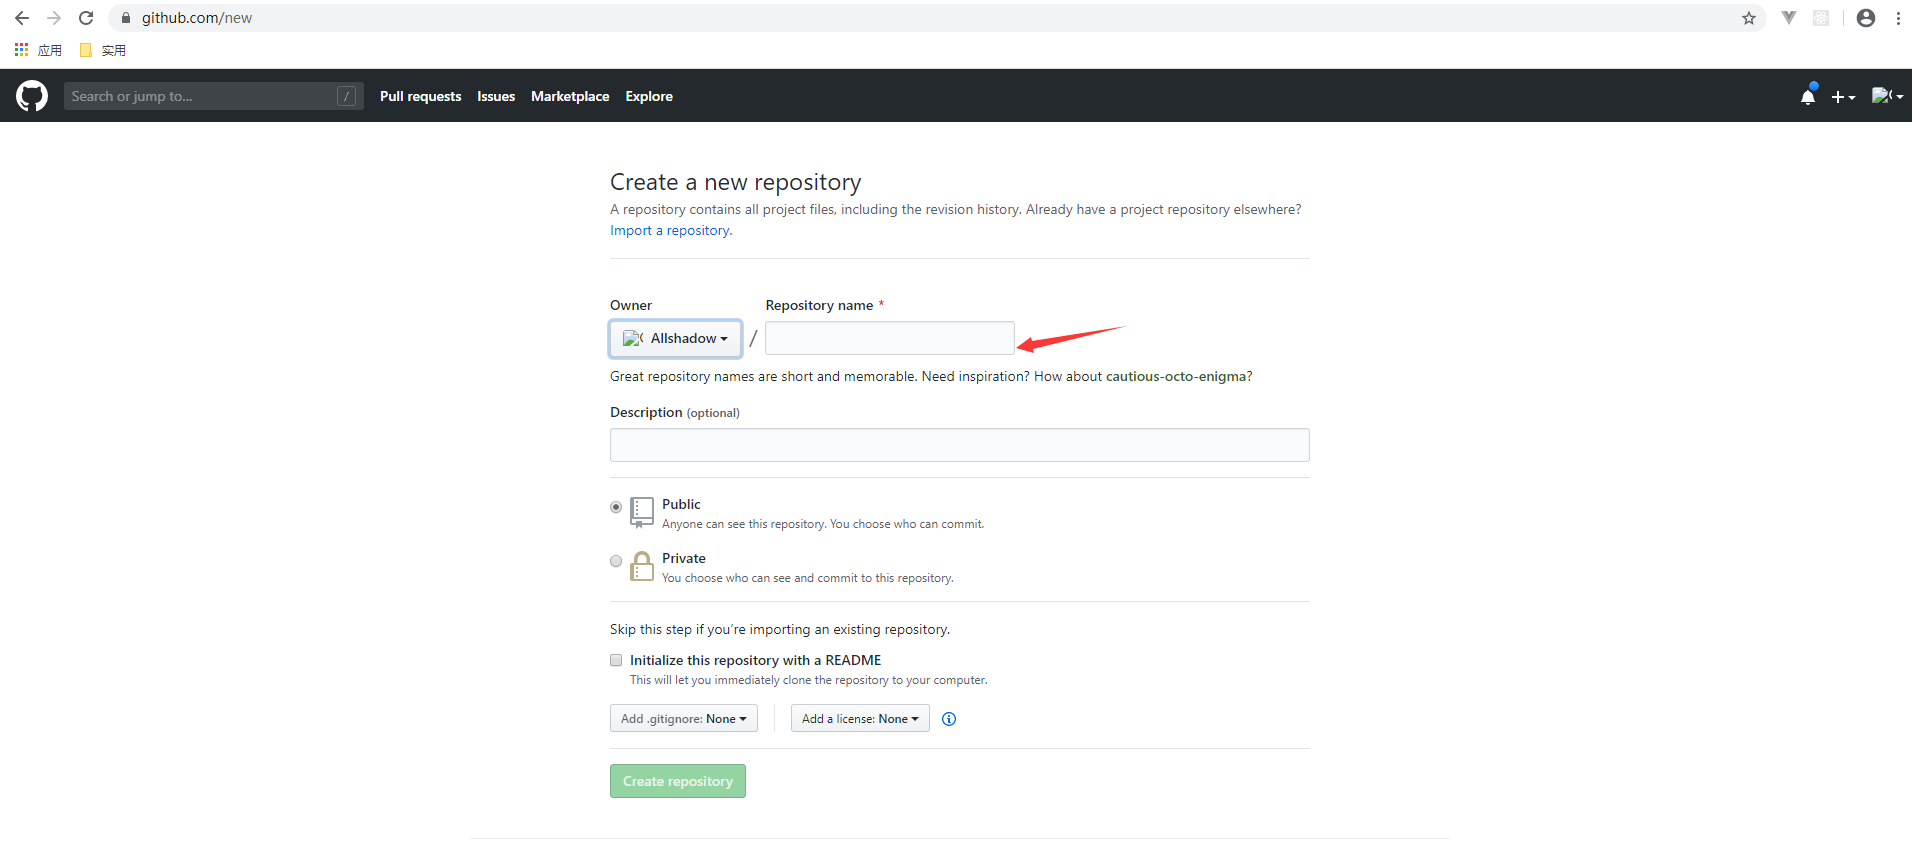 github.com/new
应用 实用
Search or jump to... / Pull requests Issues Marketplace Explore
Create a new repository
A repository contains all project files, including the revision history. Already have a project repository elsewhere?
Import a repository.
Owner Repository name *
Allshadow /
Great repository names are short and memorable. Need inspiration? How about cautious-octo-enigma?
Description (optional)
Public
Anyone can see this repository. You choose who can commit.
Private
You choose who can see and commit to this repository.
Skip this step if you’re importing an existing repository.
Initialize this repository with a README
This will let you immediately clone the repository to your computer.
Add .gitignore: None Add a license: None
Create repository